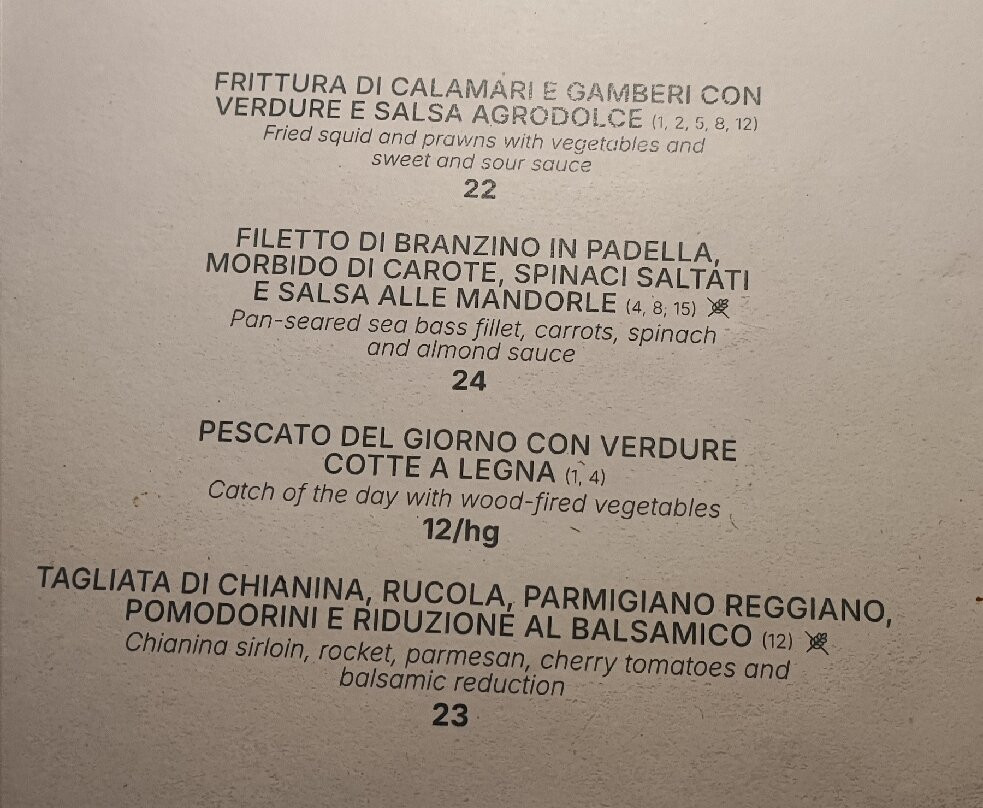 FRITTURA DI CALAMARI E GAMBERI CON
VERDURE E SALSA AGRODOLCE (1, 2, 5, 8, 12)
Fried squid and prawns with vegetables and
sweet and sour sauce
22
FILETTO DI BRANZINO IN PADELLA,
MORBIDO DI CAROTE, SPINACI SALTATI
E SALSA ALLE MANDORLE (4, 8, 15)
Pan-seared sea bass fillet, carrots, spinach
and almond sauce
24
PESCATO DEL GIORNO CON VERDURE
COTTE A LEGNA (1, 4)
Catch of the day with wood-fired vegetables
12/hg
TAGLIATA DI CHIANINA, RUCOLA, PARMIGIANO REGGIANO,
POMODORINI E RIDUZIONE AL BALSAMICO (12)
Chianina sirloin, rocket, parmesan, cherry tomatoes and
balsamic reduction
23